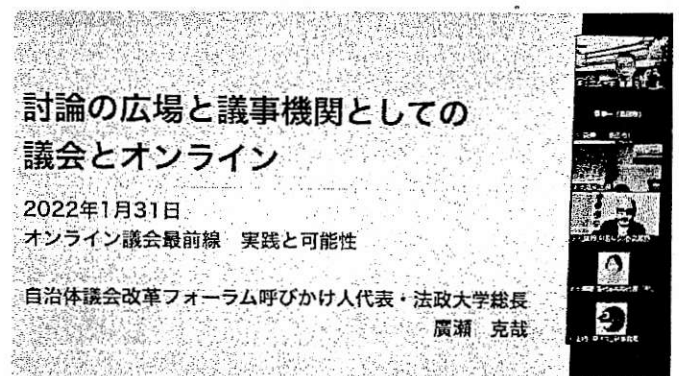 討論の広場と議事機関としての
議会とオンライン
2022年1月31日
オンライン議会最前線　実践と可能性
自治体議会改革フォーラム呼びかけ人代表・法政大学総長
廣瀬　克哉